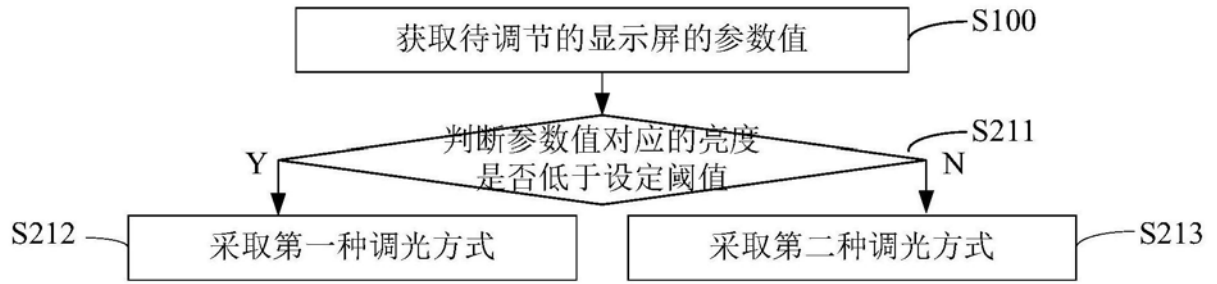 获取待调节的显示屏的参数值
S100
判断参数值对应的亮度
是否低于设定阈值
S211
Y
N
S212
采取第一种调光方式
采取第二种调光方式
S213